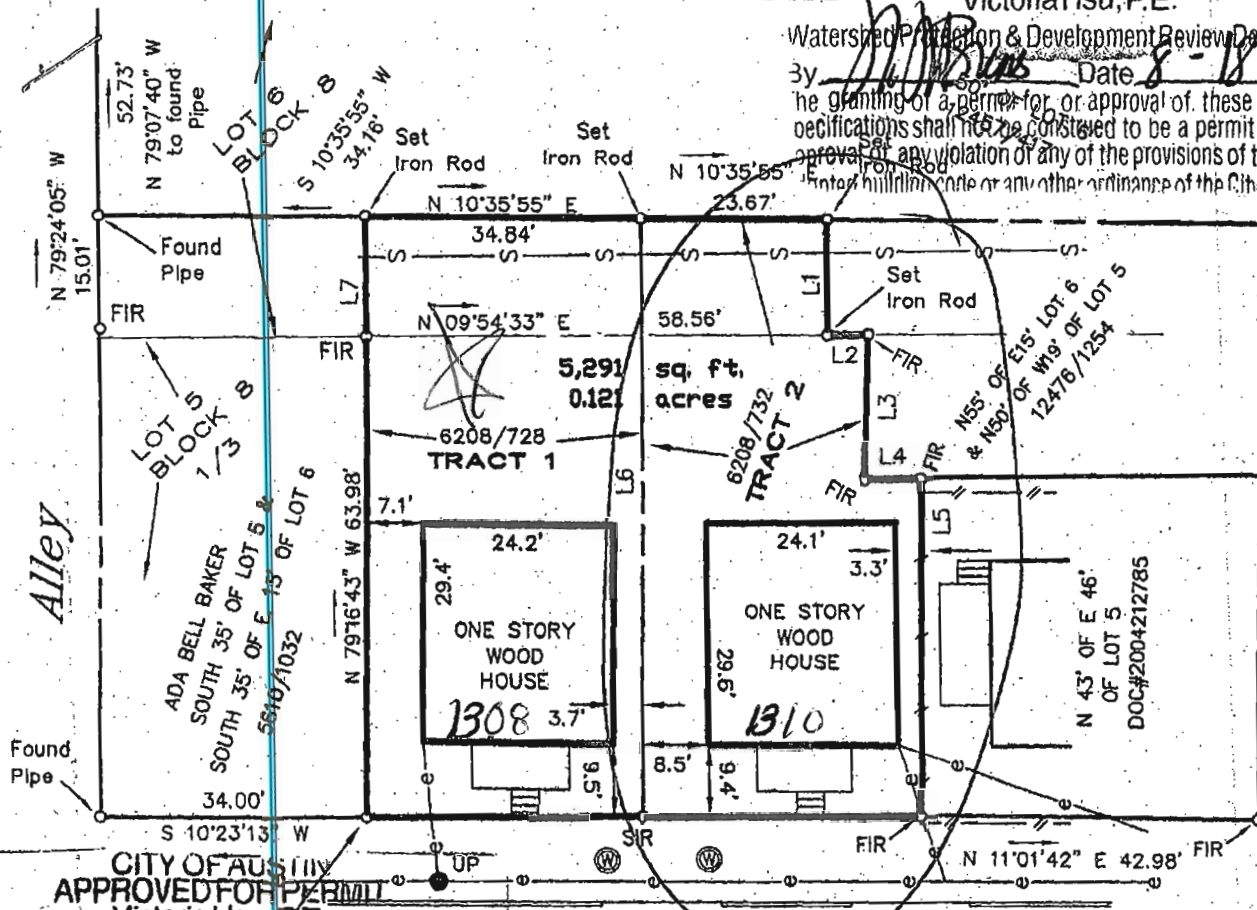 Victoria Hsu, P.E.
Watershed Protection & Development Review De
By Date 8 - 18
he granting of a permit for, or approval of, these
pecifications shall not be construed to be a permit
aproval of, any violation of any of the provisions of t
building code or any other ordinance of the Cit
52.73'
N 79°07'40" W
to found
Pipe
LOT 6
BLOCK 8
S 10°35'55" W
34.16'
Set
Iron Rod
Set
Iron Rod
Set
Iron Rod
N 10°35'55" E
34.84'
N 10°35'55" E
23.67'
N 79°24'05" W
15.01'
Found
Pipe
FIR
S S S S S S S S
L7
L1
Set
Iron Rod
N 09°54'33" E
58.56'
FIR
L2
FIR
5,291 sq. ft.
0.121 acres
LOT 5
BLOCK 8
1/3
6208/728
TRACT 1
6208/732
TRACT 2
L3
L4
FIR
FIR
N55' OF E15' LOT 6
& N50' OF W19' OF LOT 5
12476/1254
L6
L5
Alley
N 79°16'43" W 63.98'
7.1'
24.2'
29.4'
ONE STORY
WOOD
HOUSE
1308
3.7'
9.5'
24.1'
3.3'
29.6'
ONE STORY
WOOD
HOUSE
1310
8.5'
9.4'
ADA BELL BAKER
SOUTH 35' OF LOT 5 &
SOUTH 35' OF E 15' OF LOT 6
5610/1032
N 43' OF E 46'
OF LOT 5
DOC#2004212785
Found
Pipe
34.00'
S 10°23'13" W
SIR
FIR
N 11°01'42" E 42.98'
FIR
UP
W W
e e e e e e e e
CITY OF AUSTIN
APPROVED FOR PERMIT